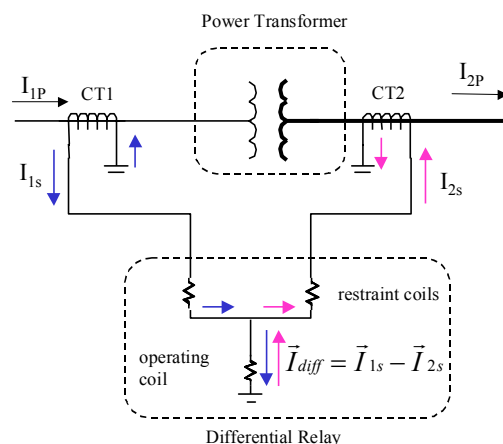 Power Transformer
I1P
CT1
CT2
I2P
I1s
I2s
restraint coils
operating
coil
I⃗diff = I⃗1s − I⃗2s
Differential Relay